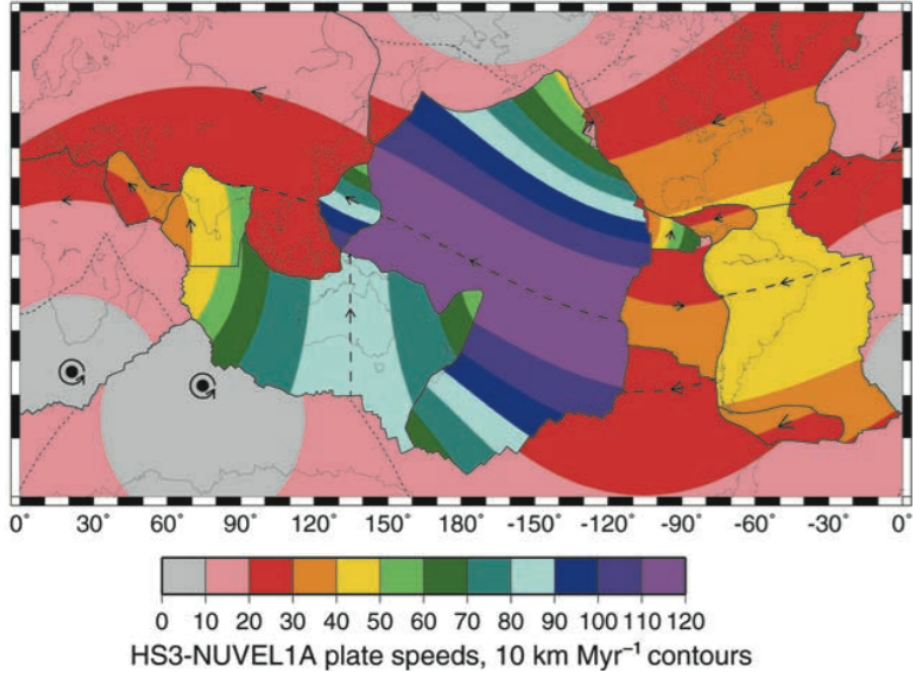 0° 30° 60° 90° 120° 150° 180° -150° -120° -90° -60° -30° 0°
0 10 20 30 40 50 60 70 80 90 100 110 120
HS3-NUVEL1A plate speeds, 10 km Myr⁻¹ contours